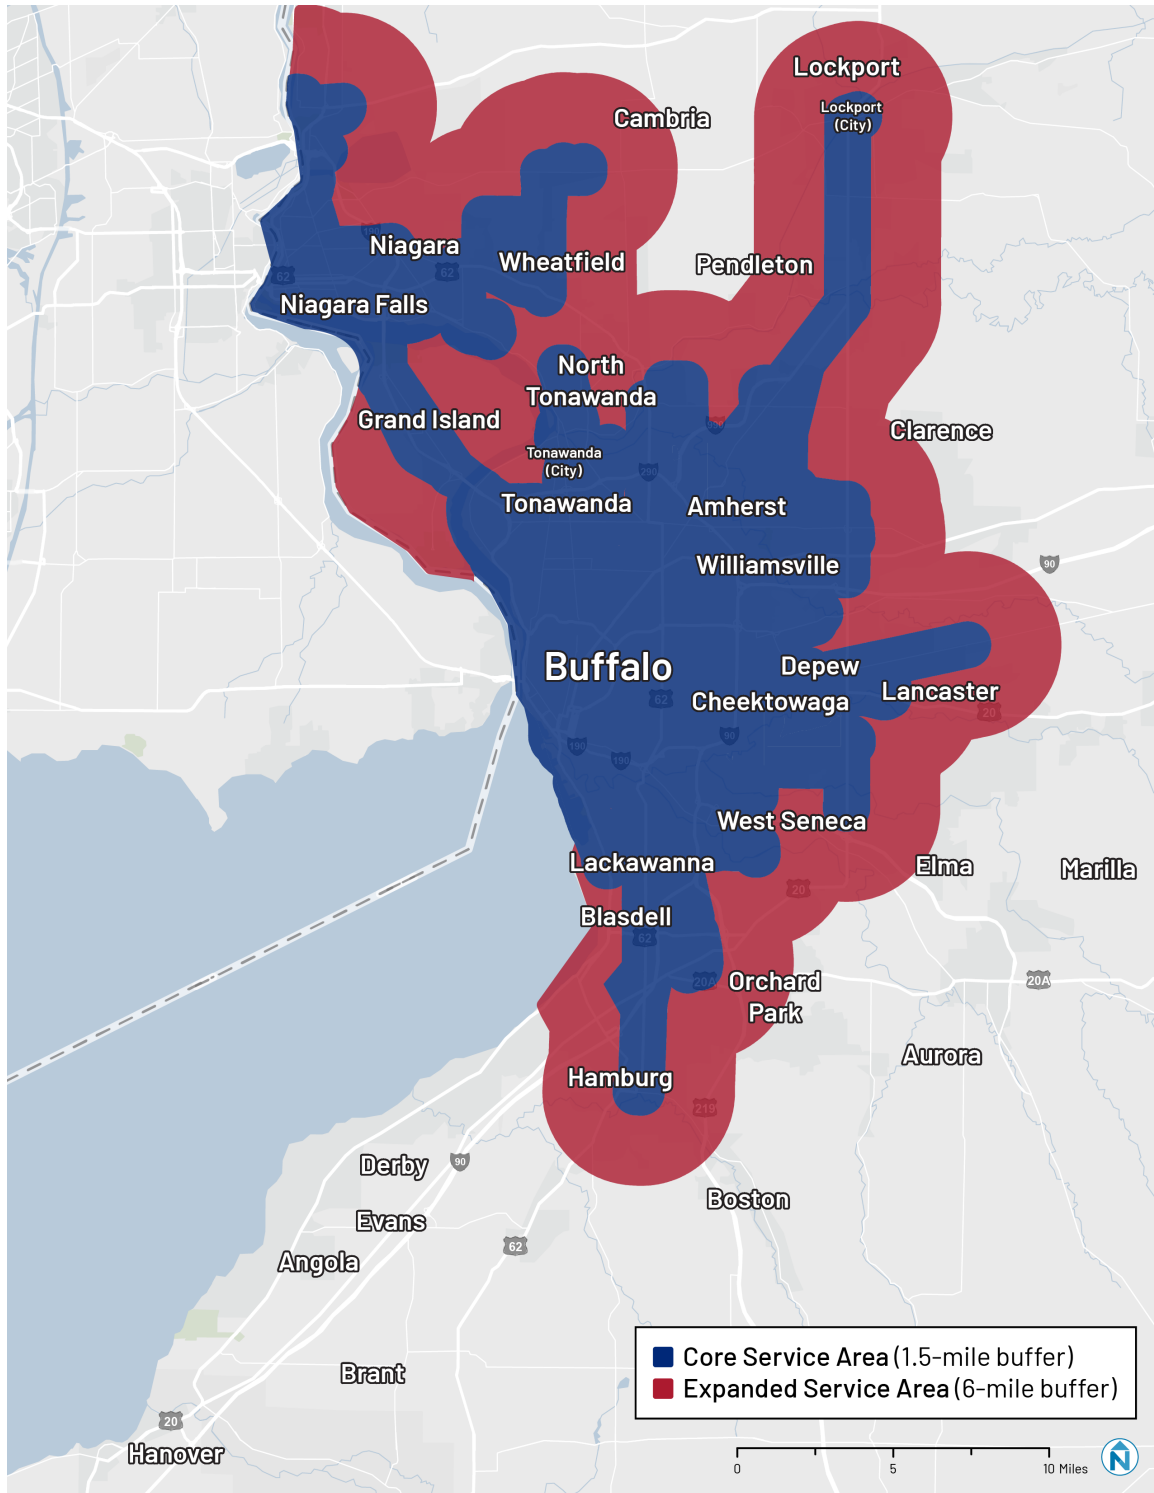 Lockport
Lockport
(City)
Cambria
190
Niagara
62
62
Wheatfield
Pendleton
Niagara Falls
North
Tonawanda
Grand Island
990
Clarence
Tonawanda
(City)
290
Tonawanda
Amherst
Williamsville
90
Buffalo
Depew
Lancaster
62
Cheektowaga
20
190
90
190
West Seneca
Lackawanna
Elma
Marilla
20
Blasdell
62
20A
Orchard
Park
20A
Aurora
Hamburg
219
Derby
90
Boston
Evans
62
Angola
Core Service Area (1.5-mile buffer)
Expanded Service Area (6-mile buffer)
Brant
20
Hanover
0
5
10 Miles
N